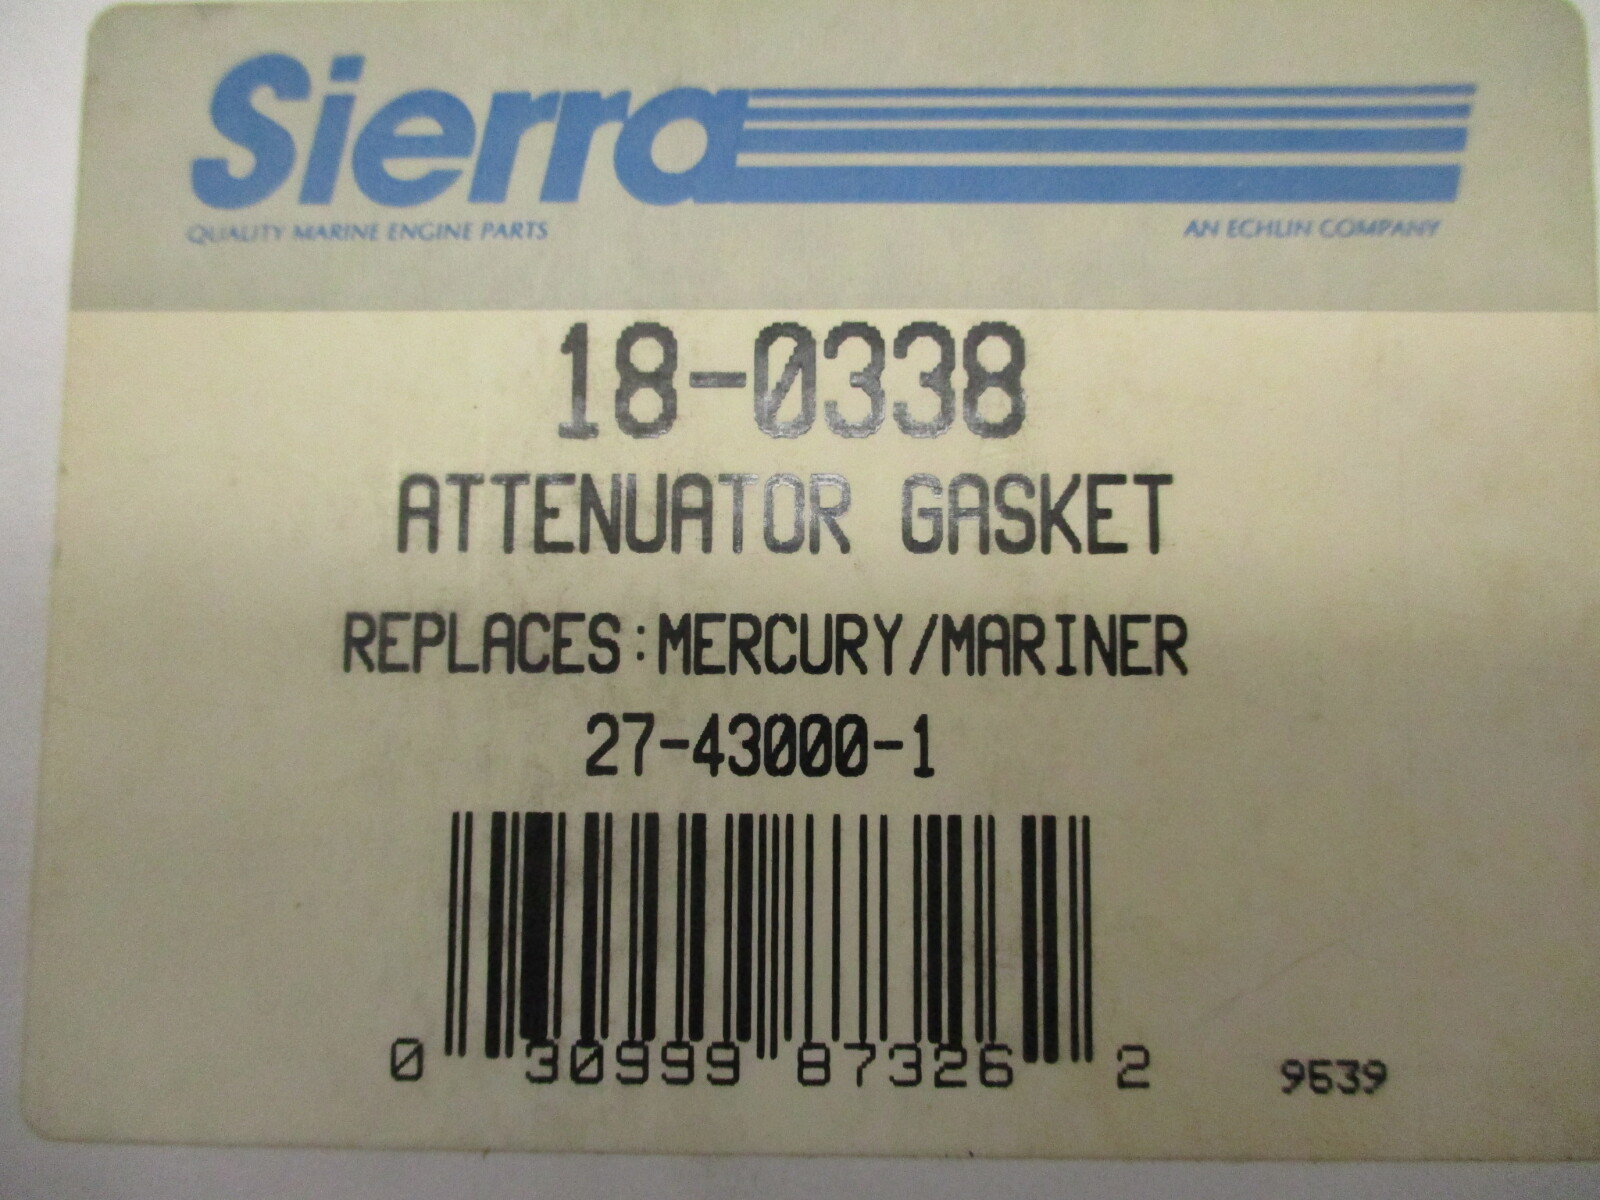 Sierra
QUALITY MARINE ENGINE PARTS
AN ECHLIN COMPANY
18-0338
ATTENUATOR GASKET
REPLACES:MERCURY/MARINER
27-43000-1
0 30999 87326 2
9639